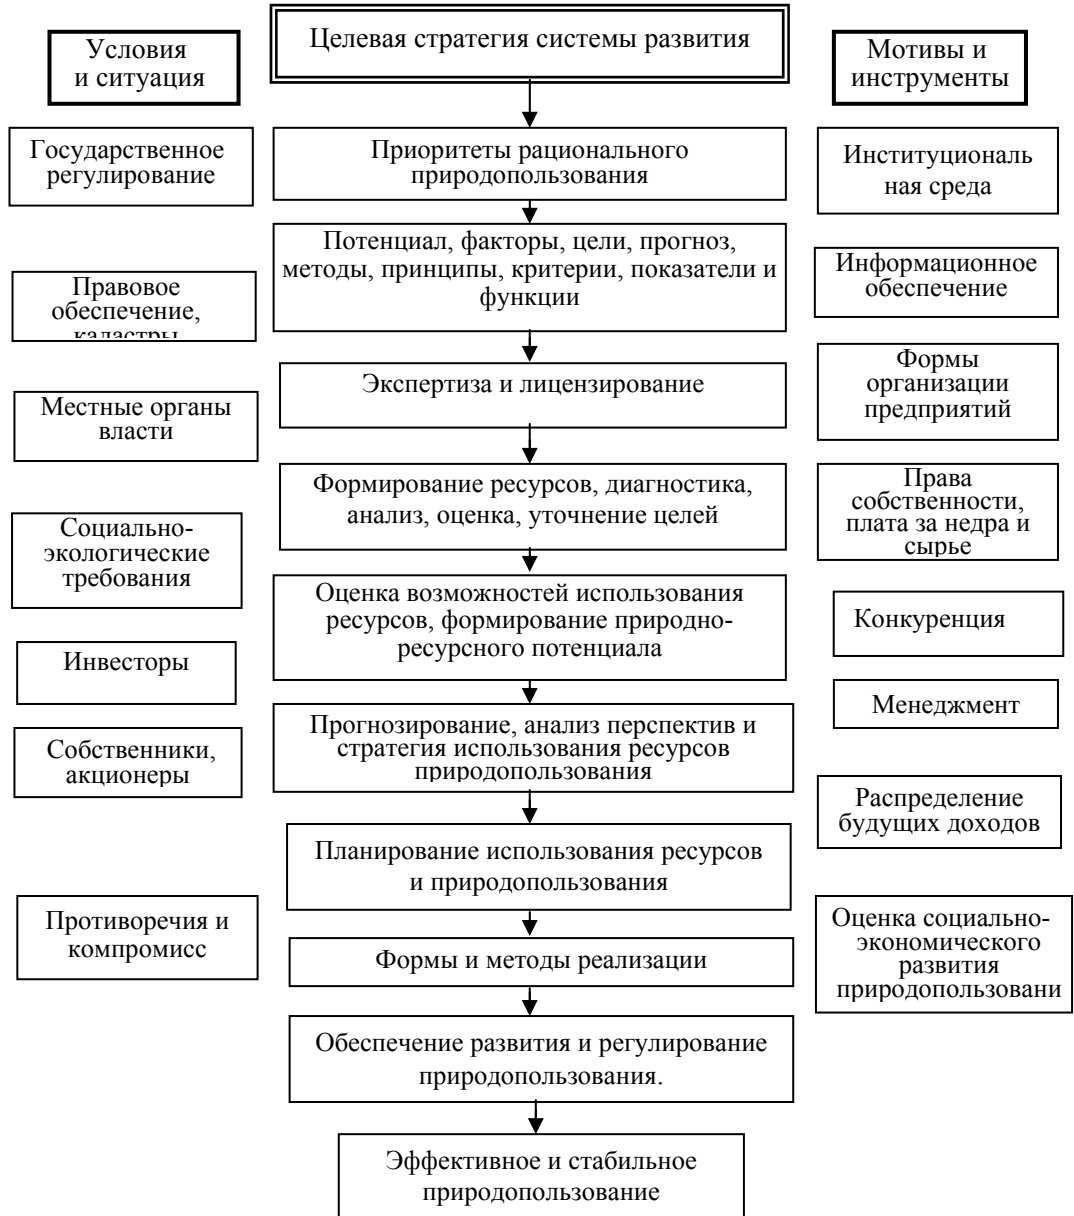 Условия
и ситуация
Государственное
регулирование
Правовое
обеспечение,
кадастры
Местные органы
власти
Социально-
экологические
требования
Инвесторы
Собственники,
акционеры
Противоречия и
компромисс
Целевая стратегия системы развития
Приоритеты рационального
природопользования
Потенциал, факторы, цели, прогноз,
методы, принципы, критерии, показатели и
функции
Экспертиза и лицензирование
Формирование ресурсов, диагностика,
анализ, оценка, уточнение целей
Оценка возможностей использования
ресурсов, формирование природно-
ресурсного потенциала
Прогнозирование, анализ перспектив и
стратегия использования ресурсов
природопользования
Планирование использования ресурсов
и природопользования
Формы и методы реализации
Обеспечение развития и регулирование
природопользования.
Эффективное и стабильное
природопользование
Мотивы и
инструменты
Институциональ
ная среда
Информационное
обеспечение
Формы
организации
предприятий
Права
собственности,
плата за недра и
сырье
Конкуренция
Менеджмент
Распределение
будущих доходов
Оценка социально-
экономического
развития
природопользовани